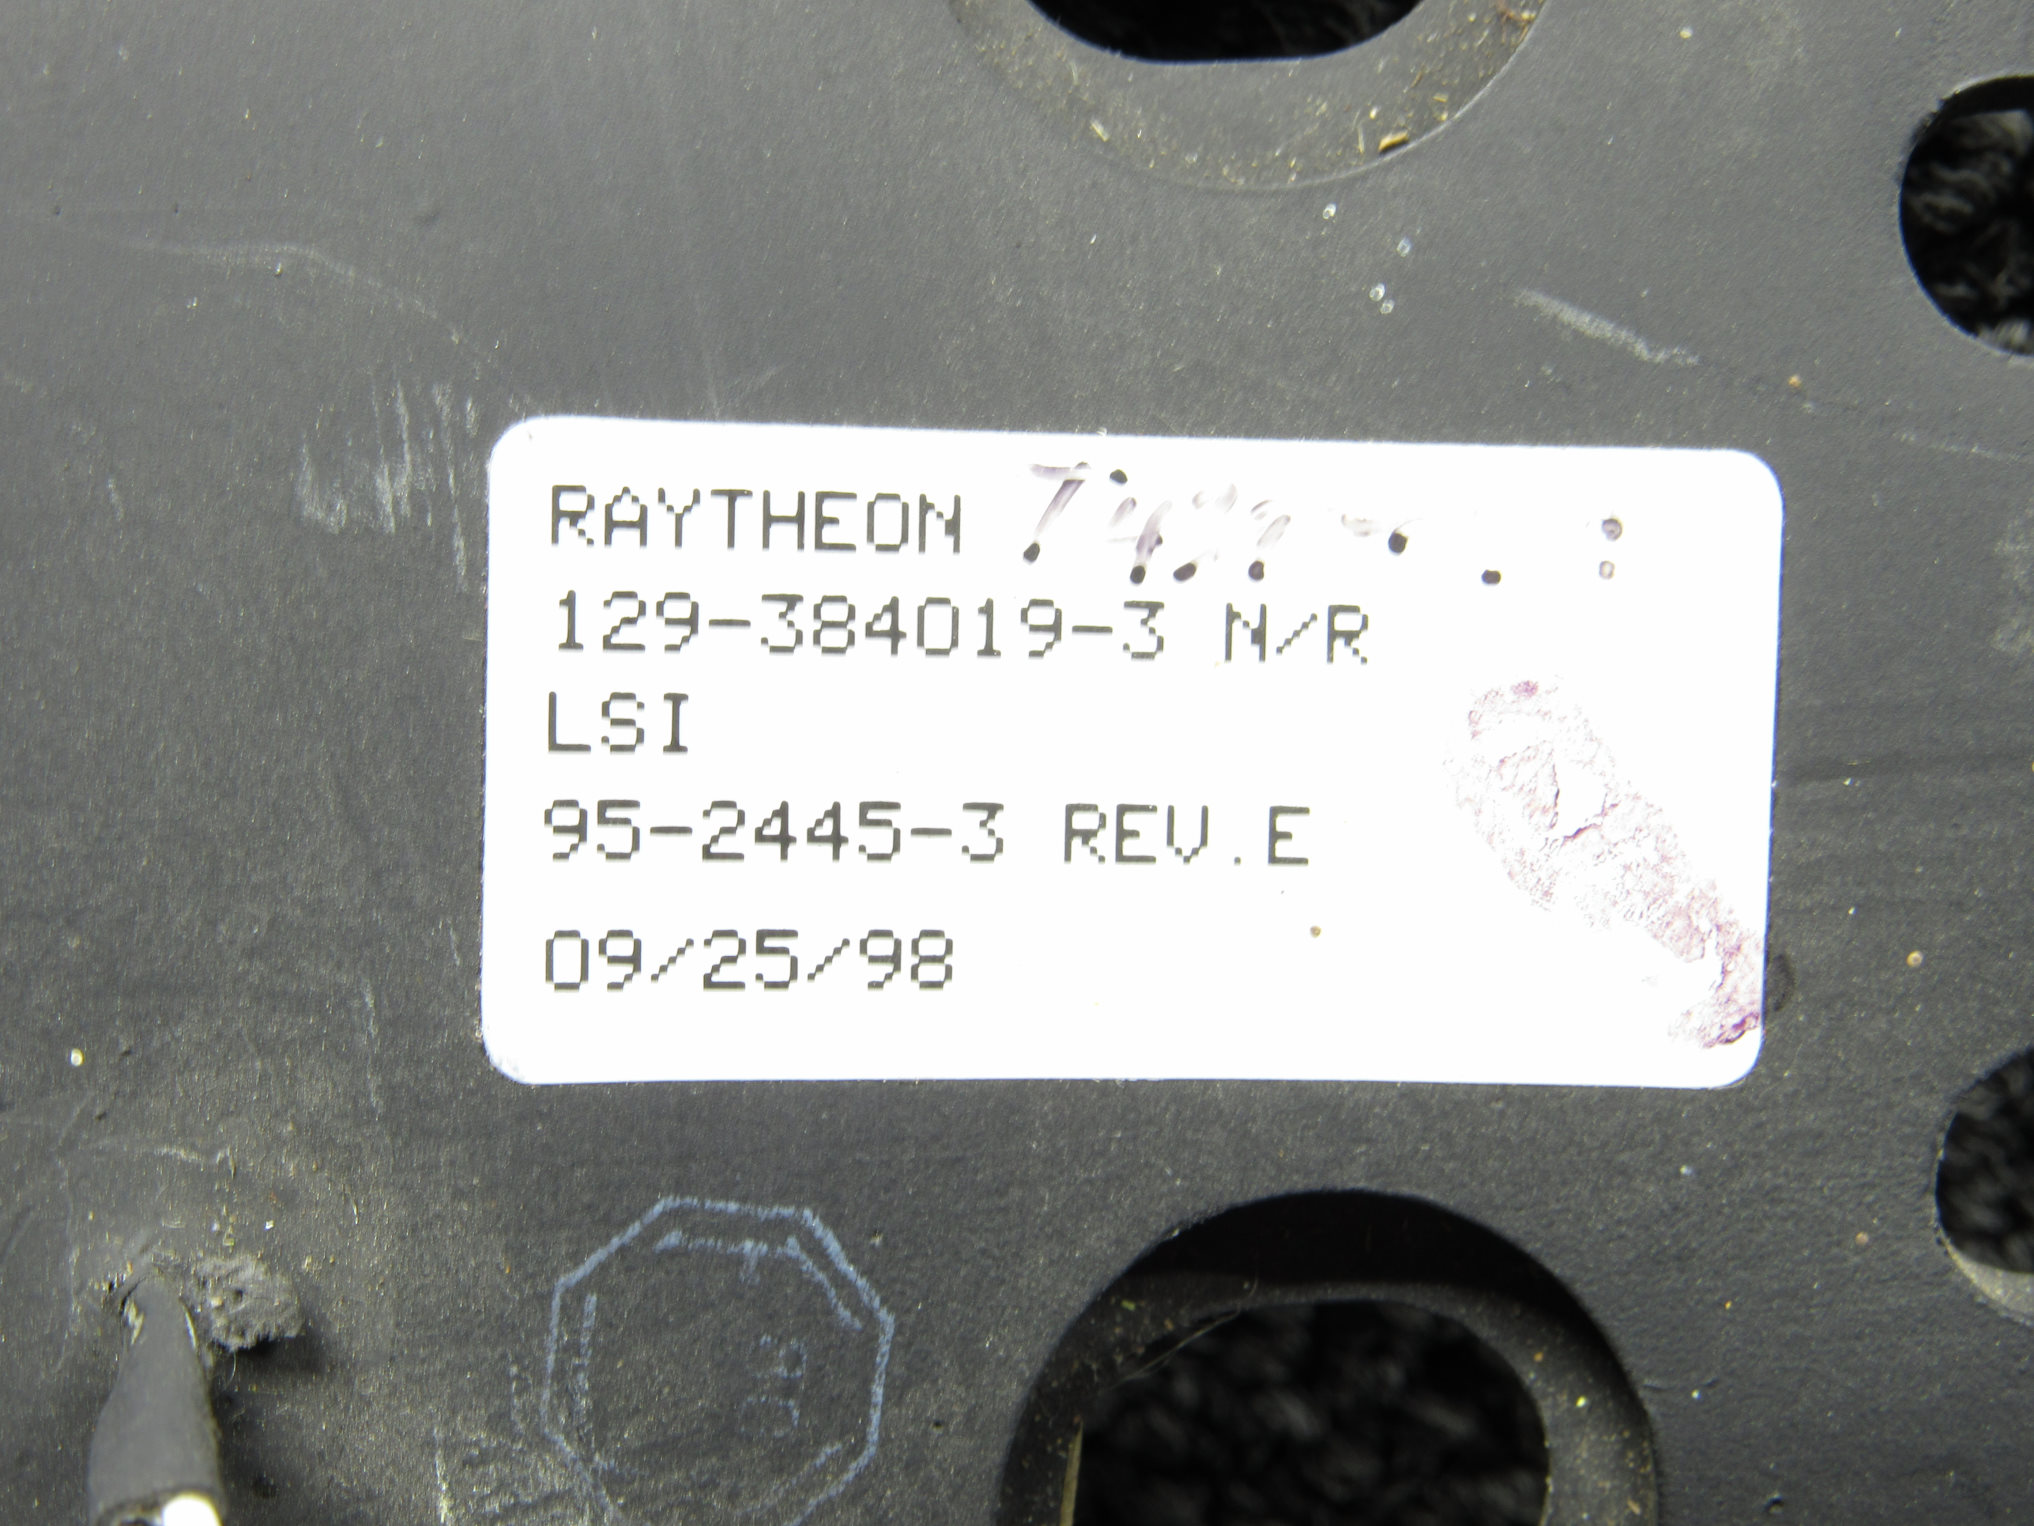 RAYTHEON
129-384019-3 N/R
LSI
95-2445-3 REV.E
09/25/98